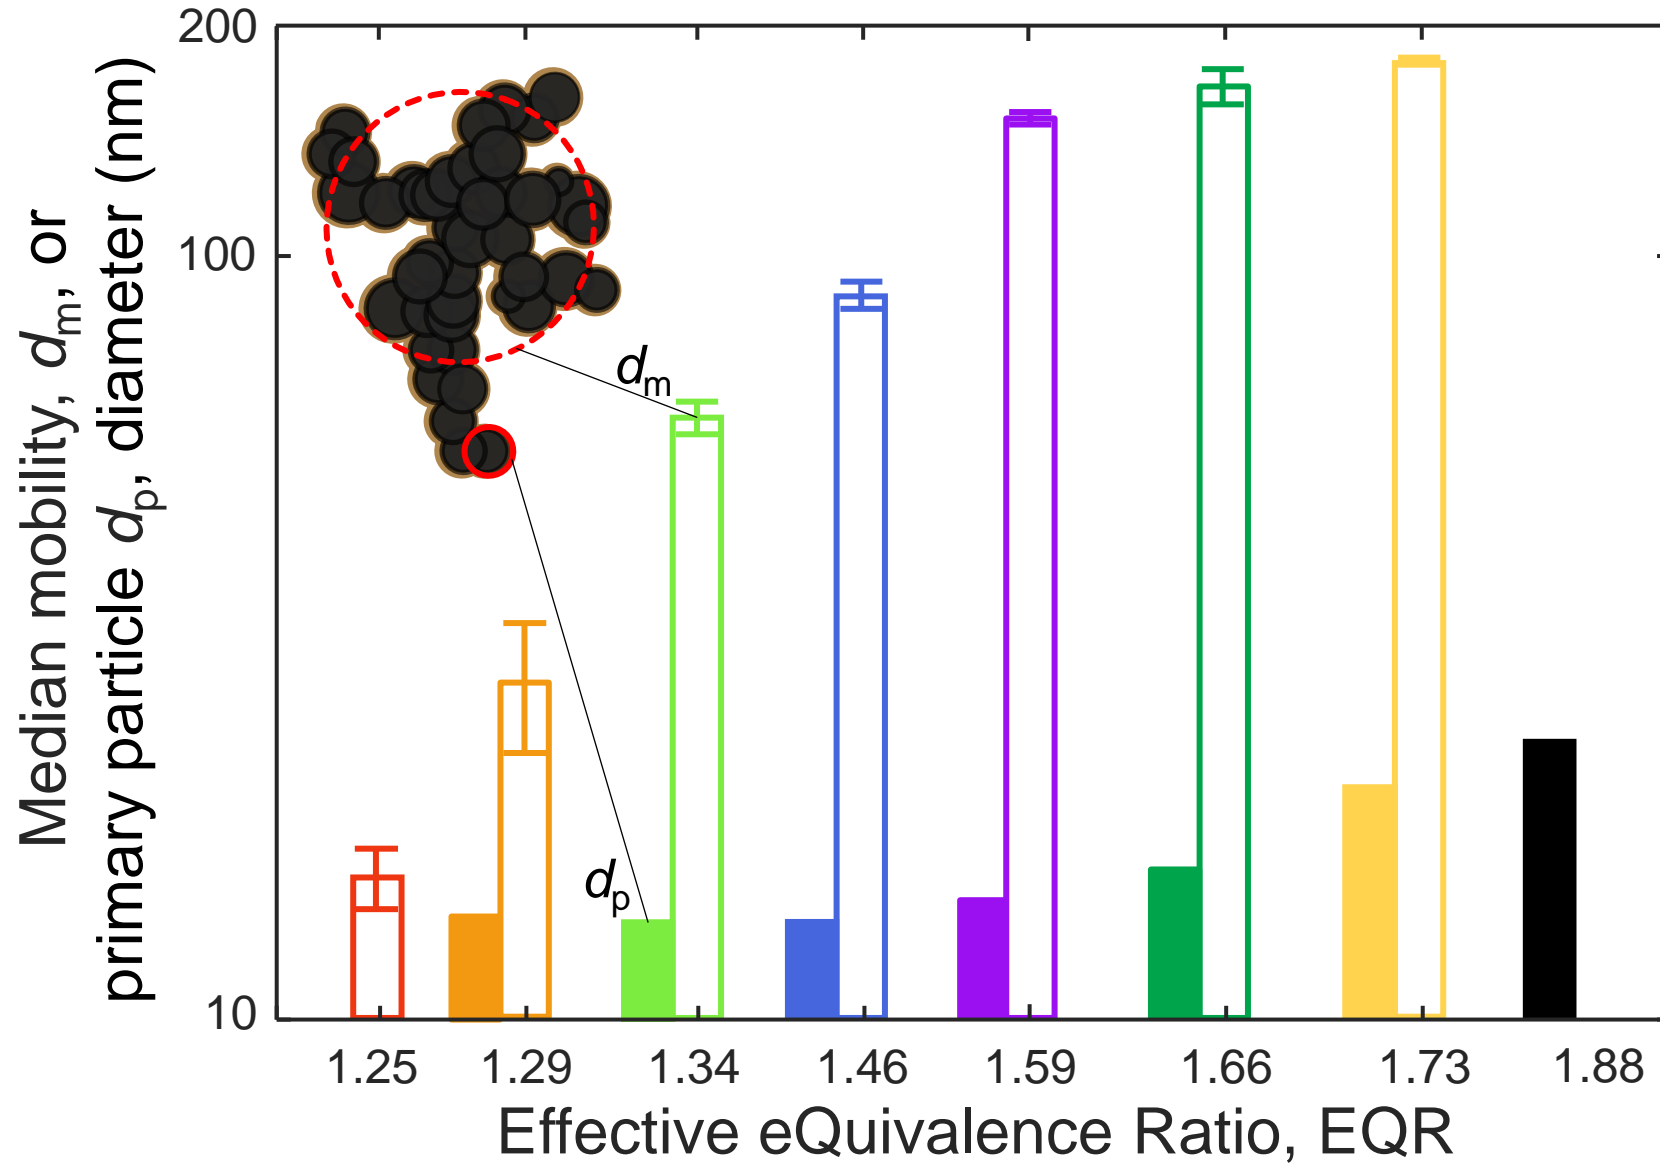 Median mobility, dm, or
primary particle dp, diameter (nm)
200
100
10
dm
dp
1.25 1.29 1.34 1.46 1.59 1.66 1.73 1.88
Effective eQuivalence Ratio, EQR